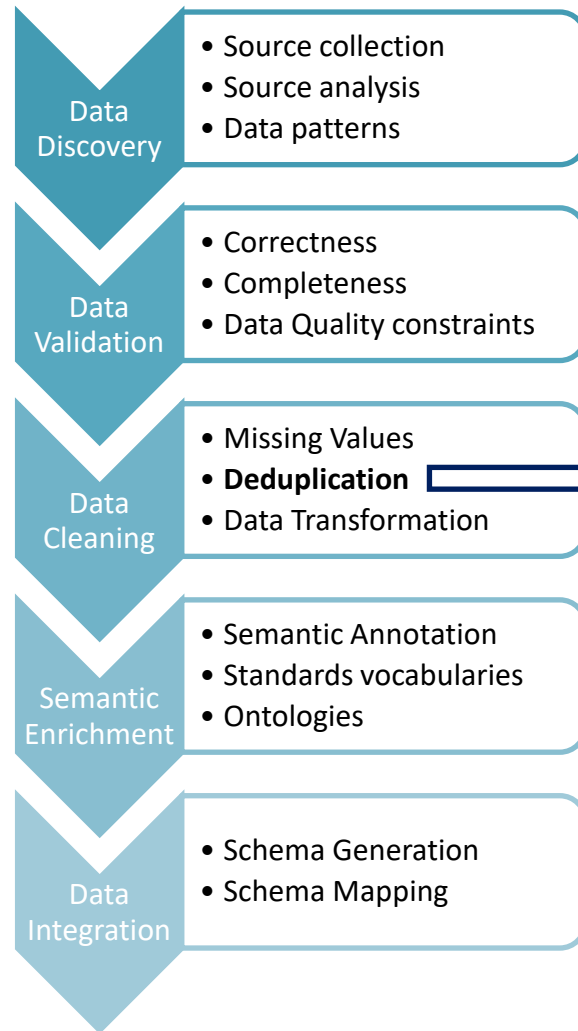 Data
Discovery
• Source collection
• Source analysis
• Data patterns
Data
Validation
• Correctness
• Completeness
• Data Quality constraints
Data
Cleaning
• Missing Values
• Deduplication
• Data Transformation
Semantic
Enrichment
• Semantic Annotation
• Standards vocabularies
• Ontologies
Data
Integration
• Schema Generation
• Schema Mapping